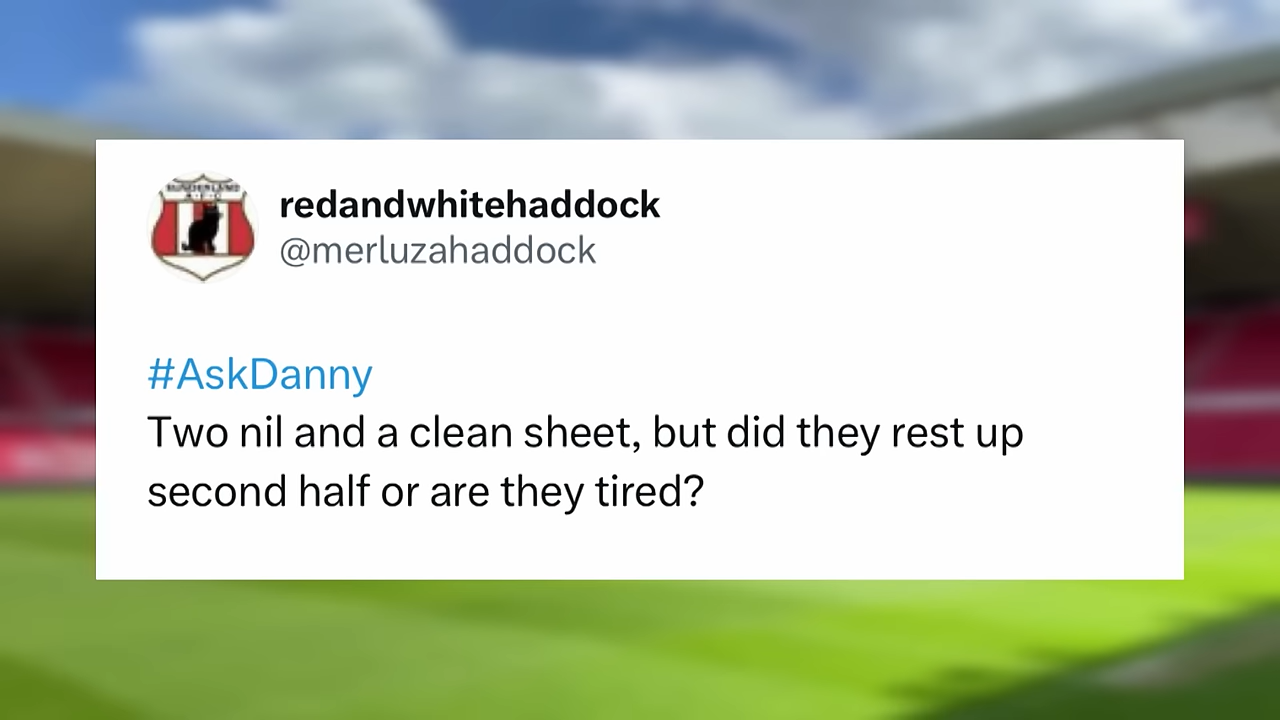 SUNDERLAND
A.F.C
redandwhitehaddock
@merluzahaddock
#AskDanny
Two nil and a clean sheet, but did they rest up
second half or are they tired?